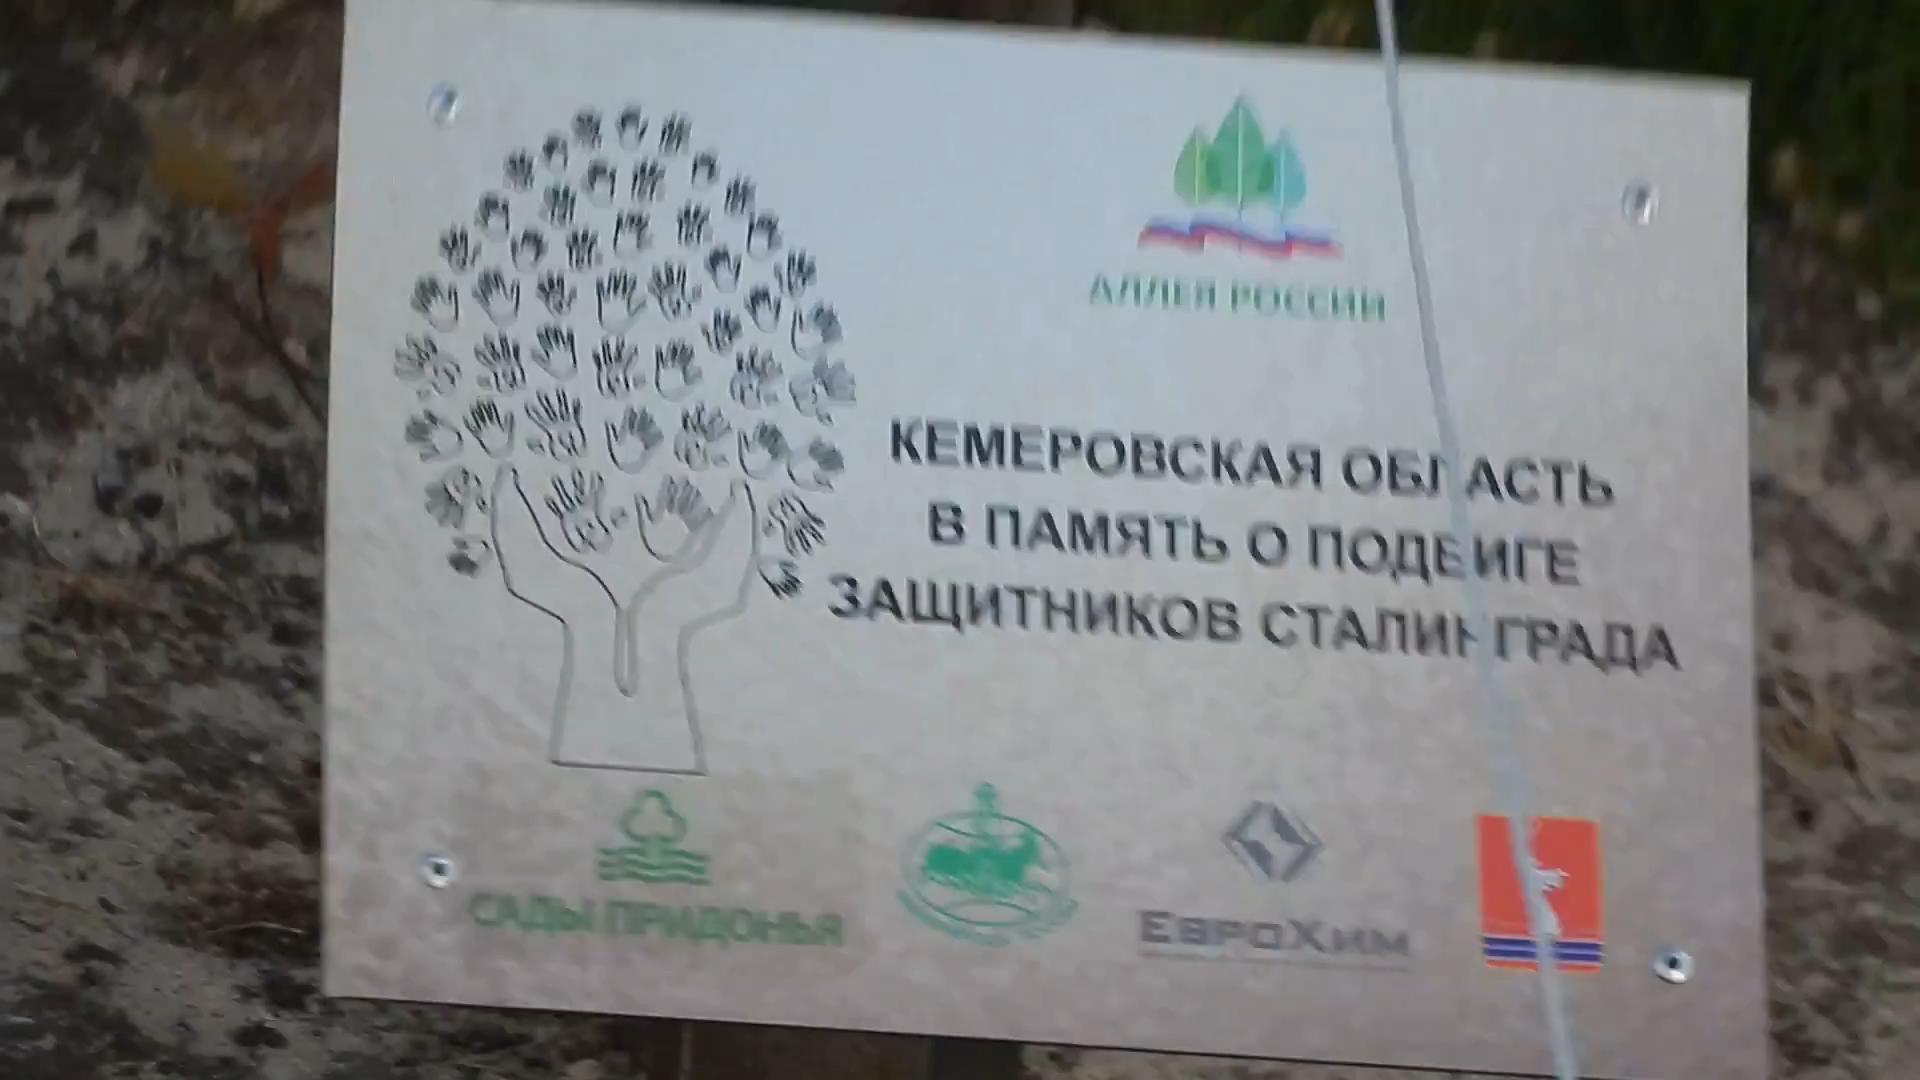 АЛЛЕЯ РОССИИ
КЕМЕРОВСКАЯ ОБЛАСТЬ
В ПАМЯТЬ О ПОДВИГЕ
ЗАЩИТНИКОВ СТАЛИНГРАДА
САДЫ ПРИДОНЬЯ
ЕВРОХИМ